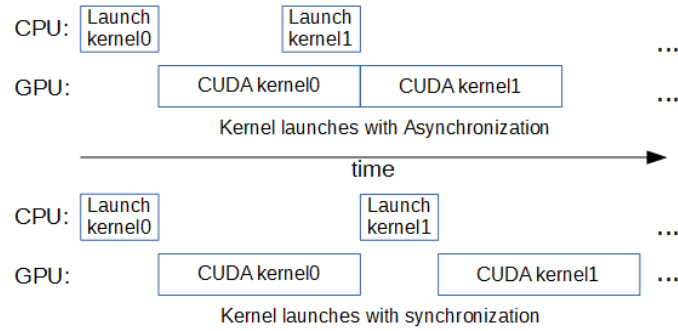 CPU: Launch kernel0 Launch kernel1 ...
GPU: CUDA kernel0 CUDA kernel1 ...
Kernel launches with Asynchronization
time
CPU: Launch kernel0 Launch kernel1 ...
GPU: CUDA kernel0 CUDA kernel1 ...
Kernel launches with synchronization